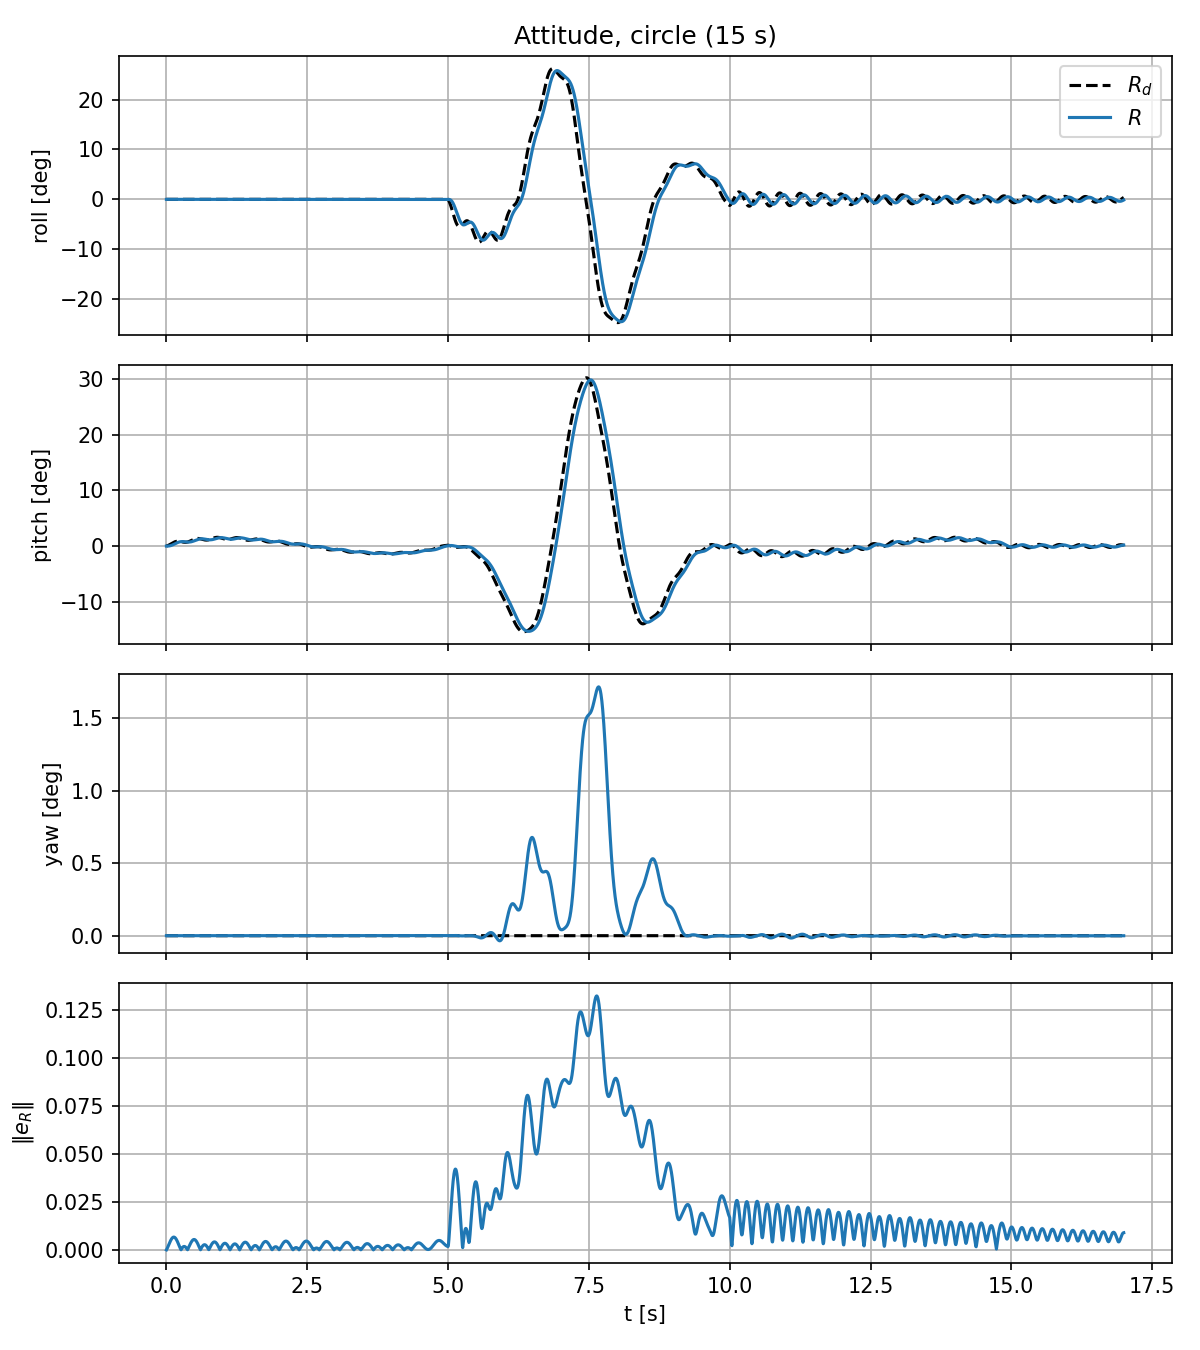 Attitude, circle (15 s)
R_d
R
20
10
0
−10
−20
roll [deg]
30
20
10
0
−10
pitch [deg]
1.5
1.0
0.5
0.0
yaw [deg]
0.125
0.100
0.075
0.050
0.025
0.000
‖e_R‖
0.0 2.5 5.0 7.5 10.0 12.5 15.0 17.5
t [s]